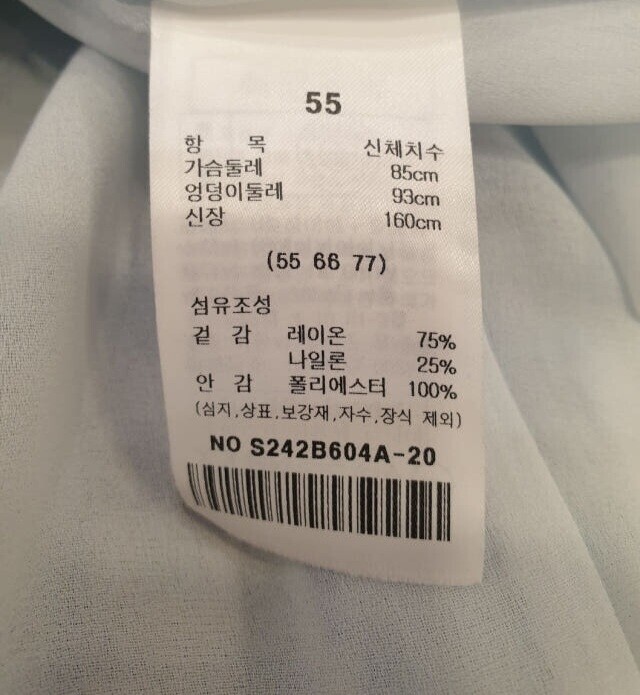 55
항 목 신체치수
가슴둘레 85cm
엉덩이둘레 93cm
신장 160cm
(55 66 77)
섬유조성
겉 감 레이온 75%
나일론 25%
안 감 폴리에스터 100%
(심지,상표,보강재,자수,장식 제외)
NO S242B604A-20